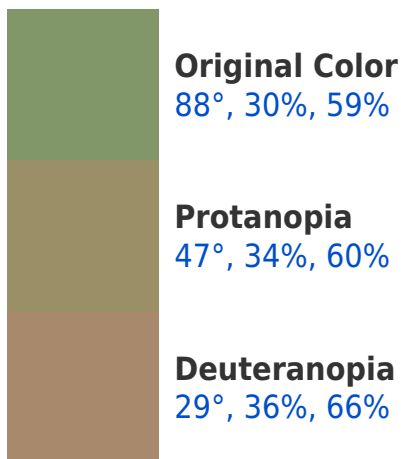 Original Color
88°, 30%, 59%
Protanopia
47°, 34%, 60%
Deuteranopia
29°, 36%, 66%